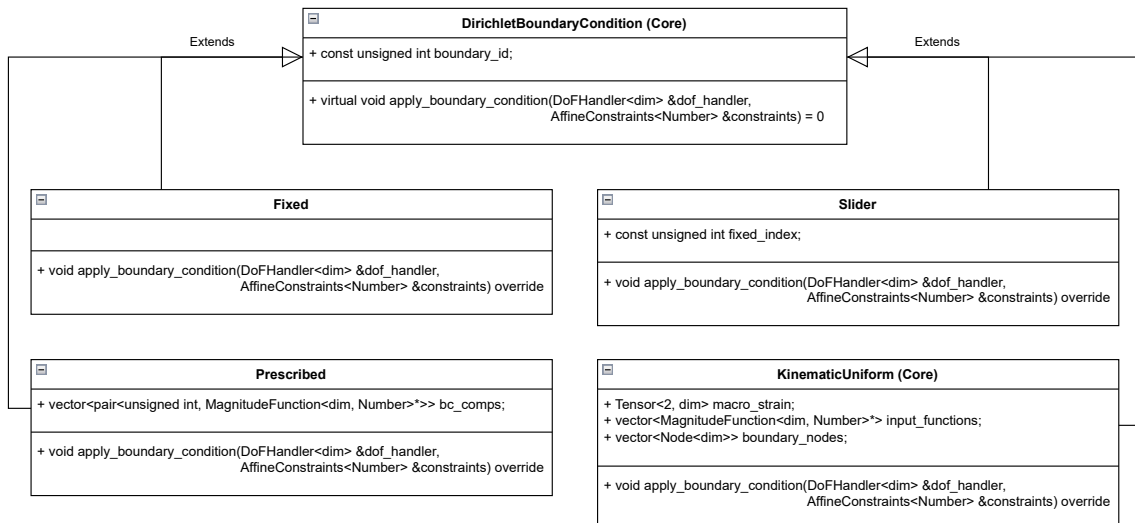 DirichletBoundaryCondition (Core)
Extends
Extends
+ const unsigned int boundary_id;
+ virtual void apply_boundary_condition(DoFHandler<dim> &dof_handler,
AffineConstraints<Number> &constraints) = 0
Fixed
+ void apply_boundary_condition(DoFHandler<dim> &dof_handler,
AffineConstraints<Number> &constraints) override
Slider
+ const unsigned int fixed_index;
+ void apply_boundary_condition(DoFHandler<dim> &dof_handler,
AffineConstraints<Number> &constraints) override
Prescribed
+ vector<pair<unsigned int, MagnitudeFunction<dim, Number>*>> bc_comps;
+ void apply_boundary_condition(DoFHandler<dim> &dof_handler,
AffineConstraints<Number> &constraints) override
KinematicUniform (Core)
+ Tensor<2, dim> macro_strain;
+ vector<MagnitudeFunction<dim, Number>*> input_functions;
+ vector<Node<dim>> boundary_nodes;
+ void apply_boundary_condition(DoFHandler<dim> &dof_handler,
AffineConstraints<Number> &constraints) override